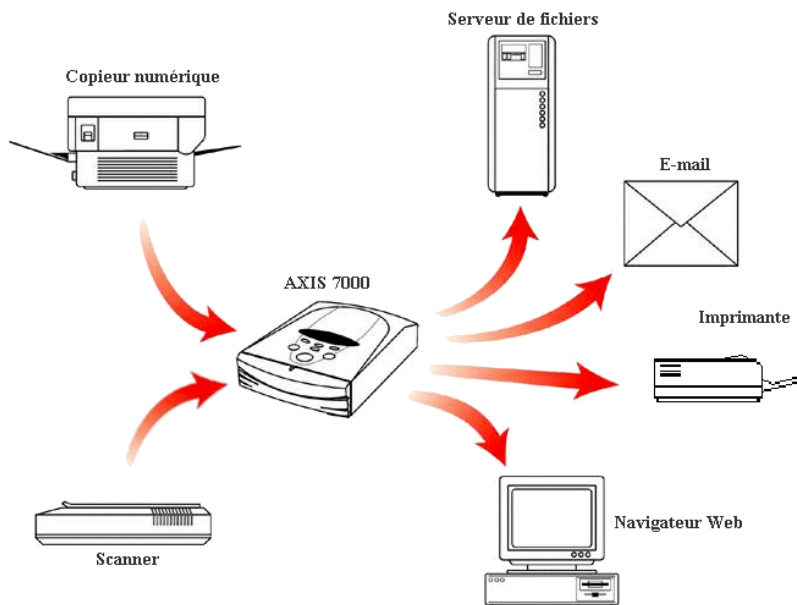 Serveur de fichiers
Copieur numérique
E-mail
AXIS 7000
Imprimante
Navigateur Web
Scanner